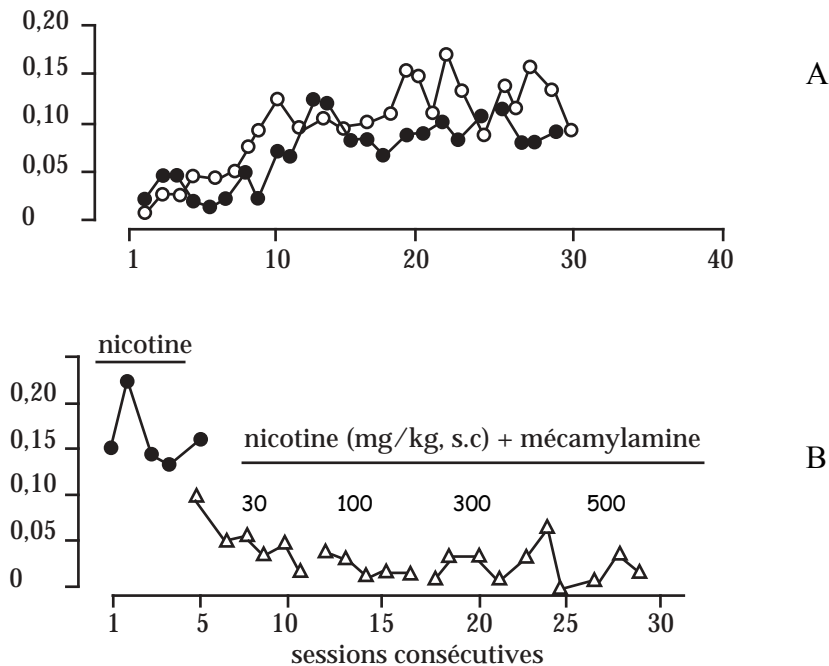 0,20
0,15
0,10
0,05
0
A
1 10 20 30 40
nicotine
0,20
0,15
0,10
0,05
0
nicotine (mg/kg, s.c) + mécamylamine
B
30 100 300 500
1 5 10 15 20 25 30
sessions consécutives